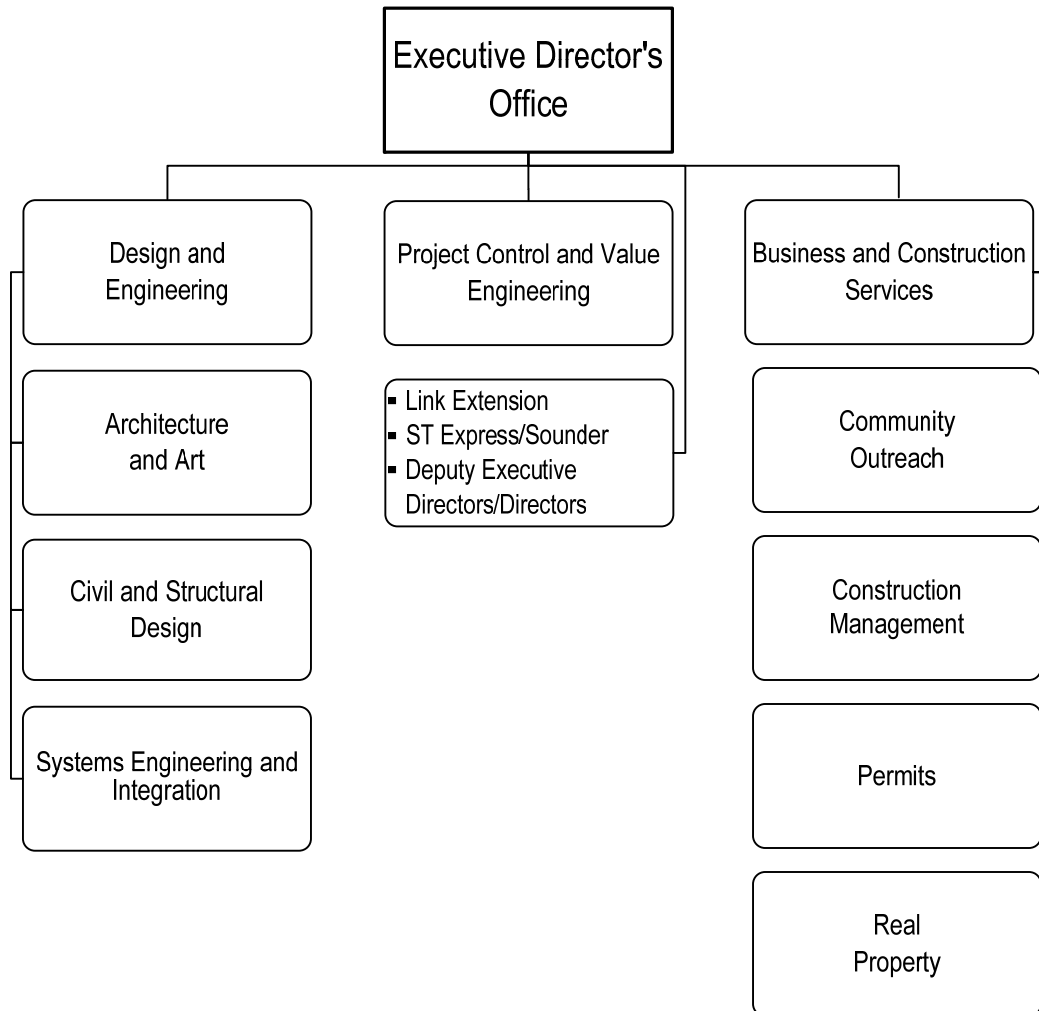 Executive Director's
Office
Design and
Engineering
Architecture
and Art
Civil and Structural
Design
Systems Engineering and
Integration
Project Control and Value
Engineering
▪ Link Extension
▪ ST Express/Sounder
▪ Deputy Executive
Directors/Directors
Business and Construction
Services
Community
Outreach
Construction
Management
Permits
Real
Property